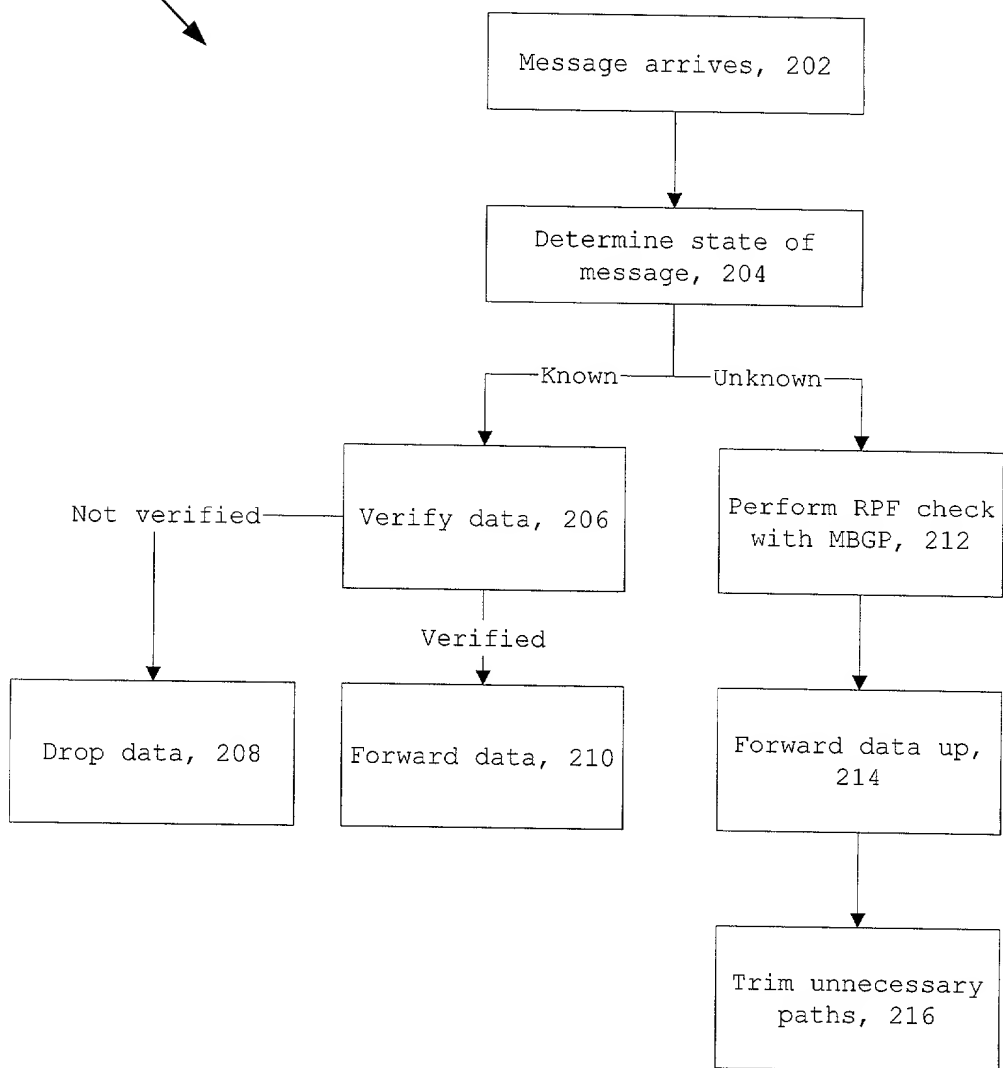 Message arrives, 202
Determine state of
message, 204
Known
Unknown
Not verified
Verify data, 206
Perform RPF check
with MBGP, 212
Verified
Drop data, 208
Forward data, 210
Forward data up,
214
Trim unnecessary
paths, 216